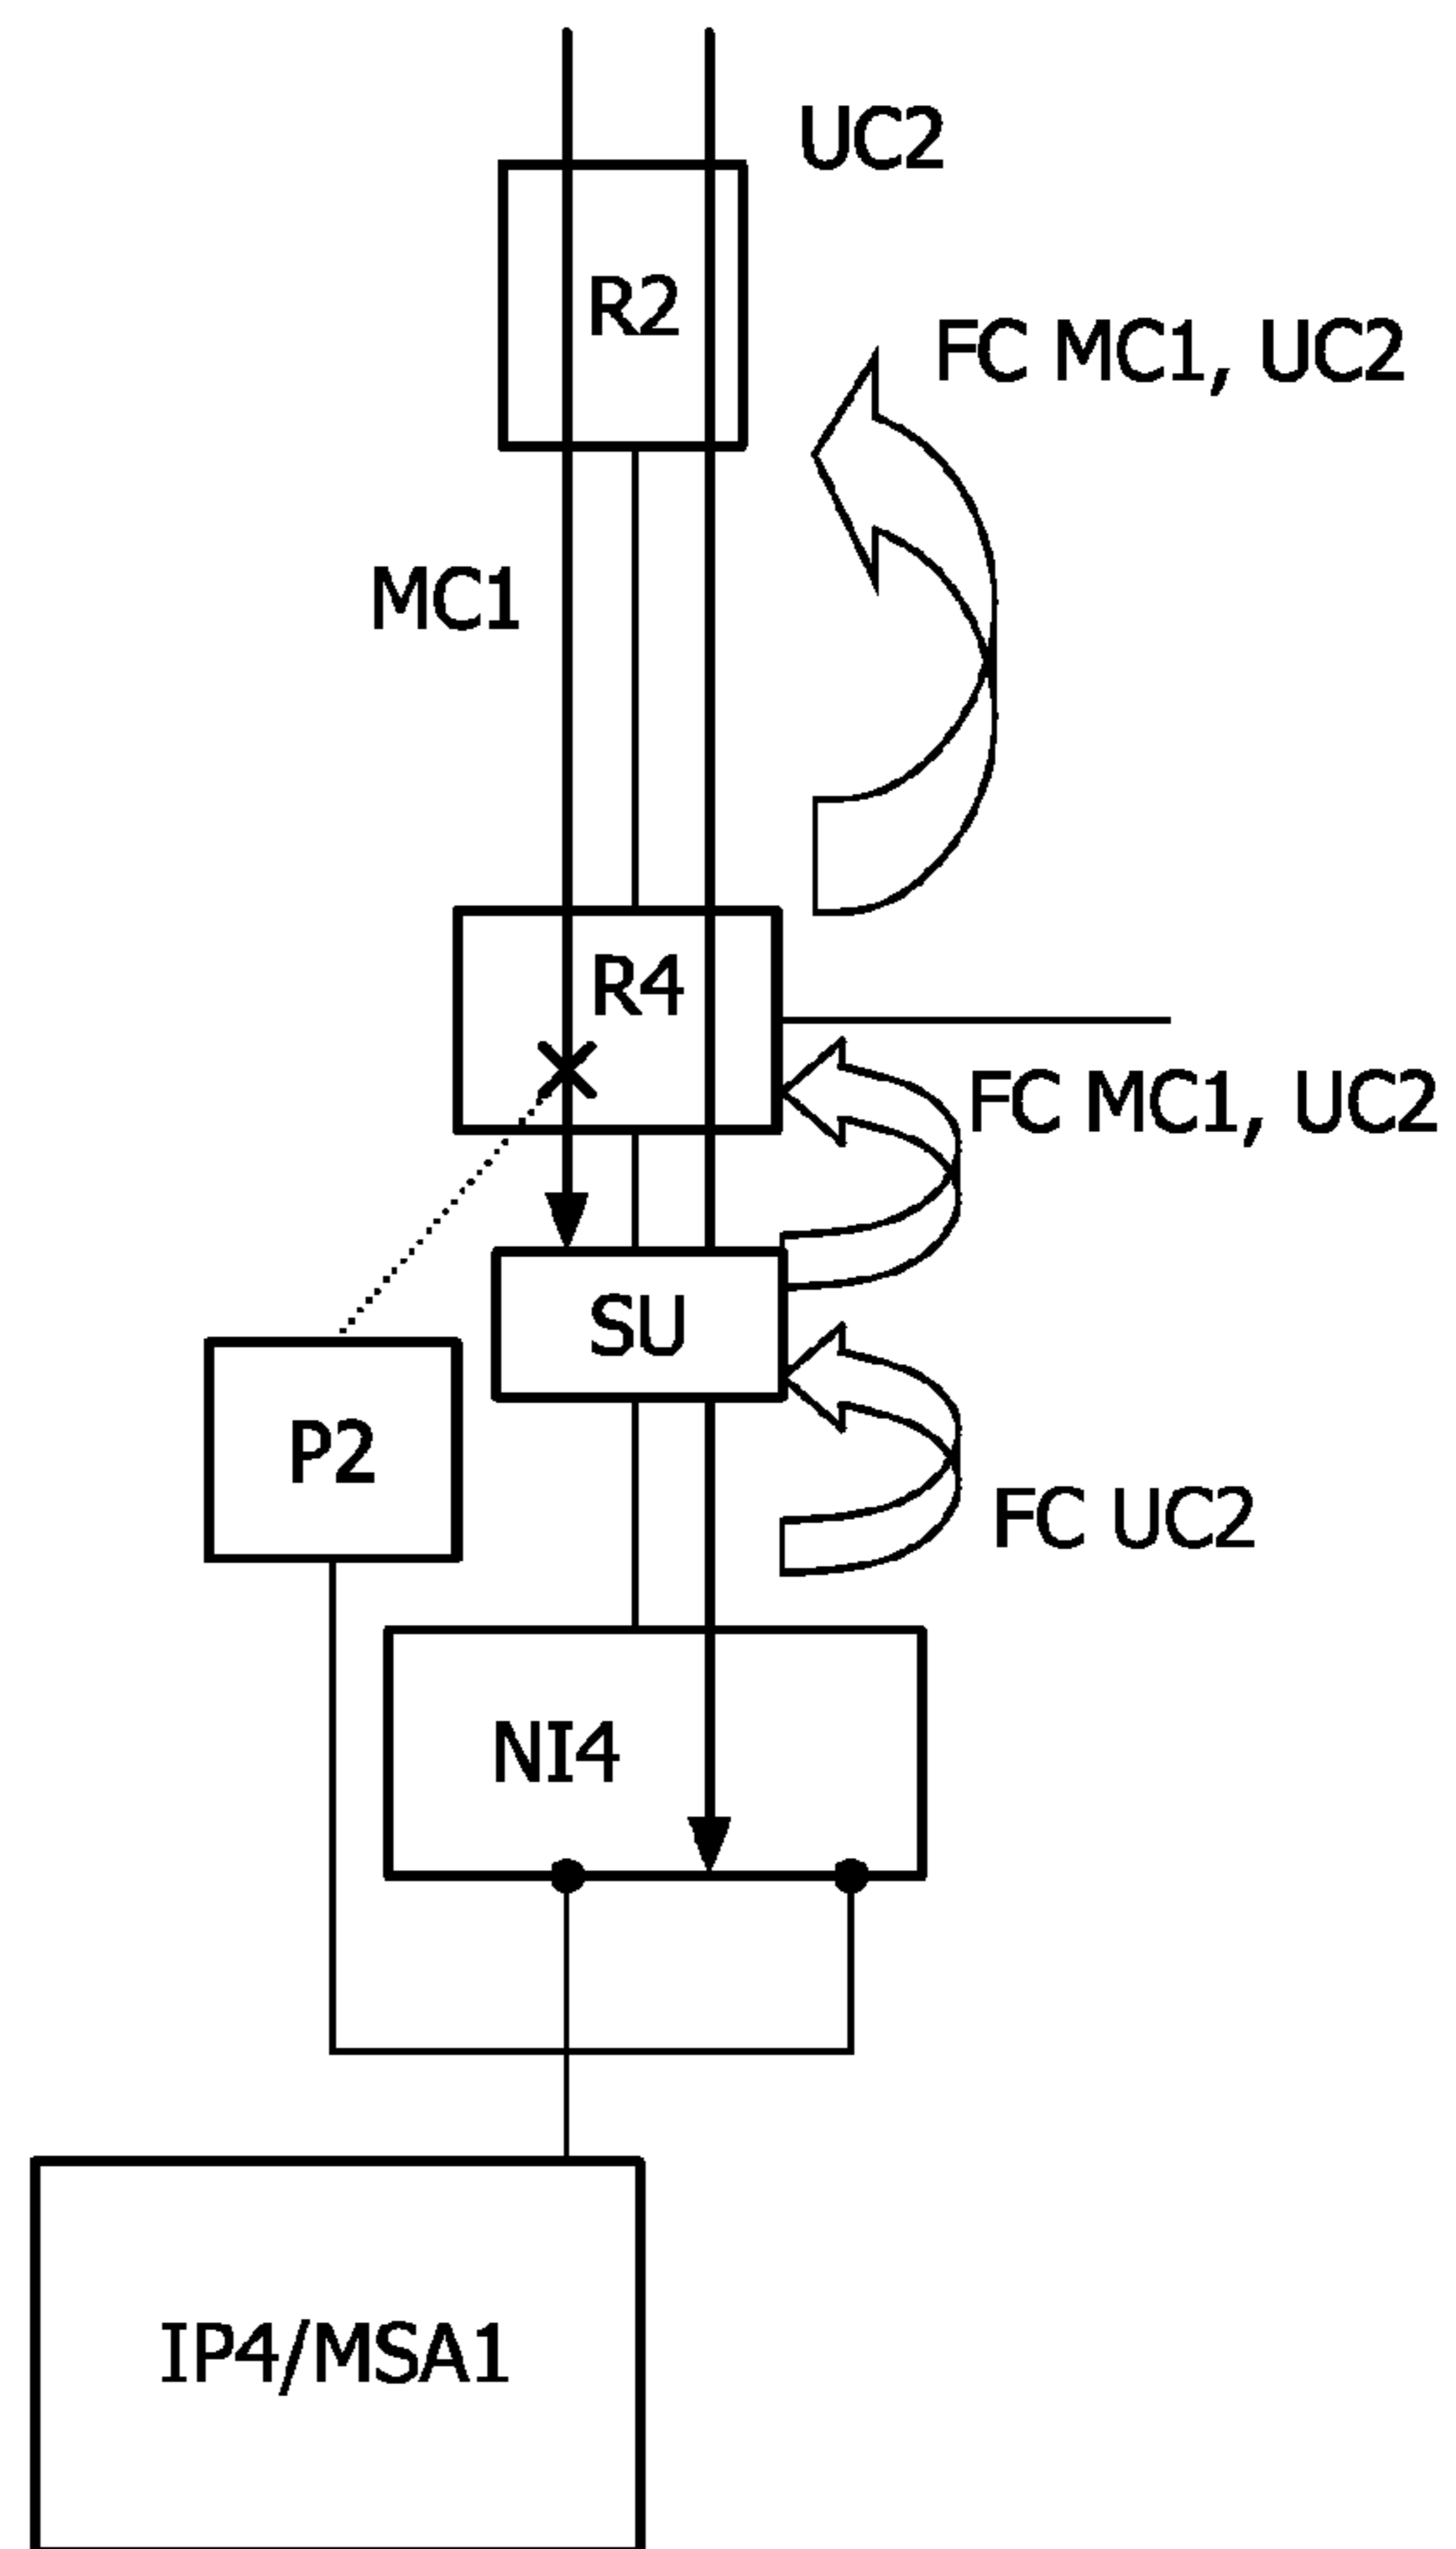 UC2
R2
FC MC1, UC2
MC1
R4
FC MC1, UC2
SU
P2
FC UC2
NI4
IP4/MSA1